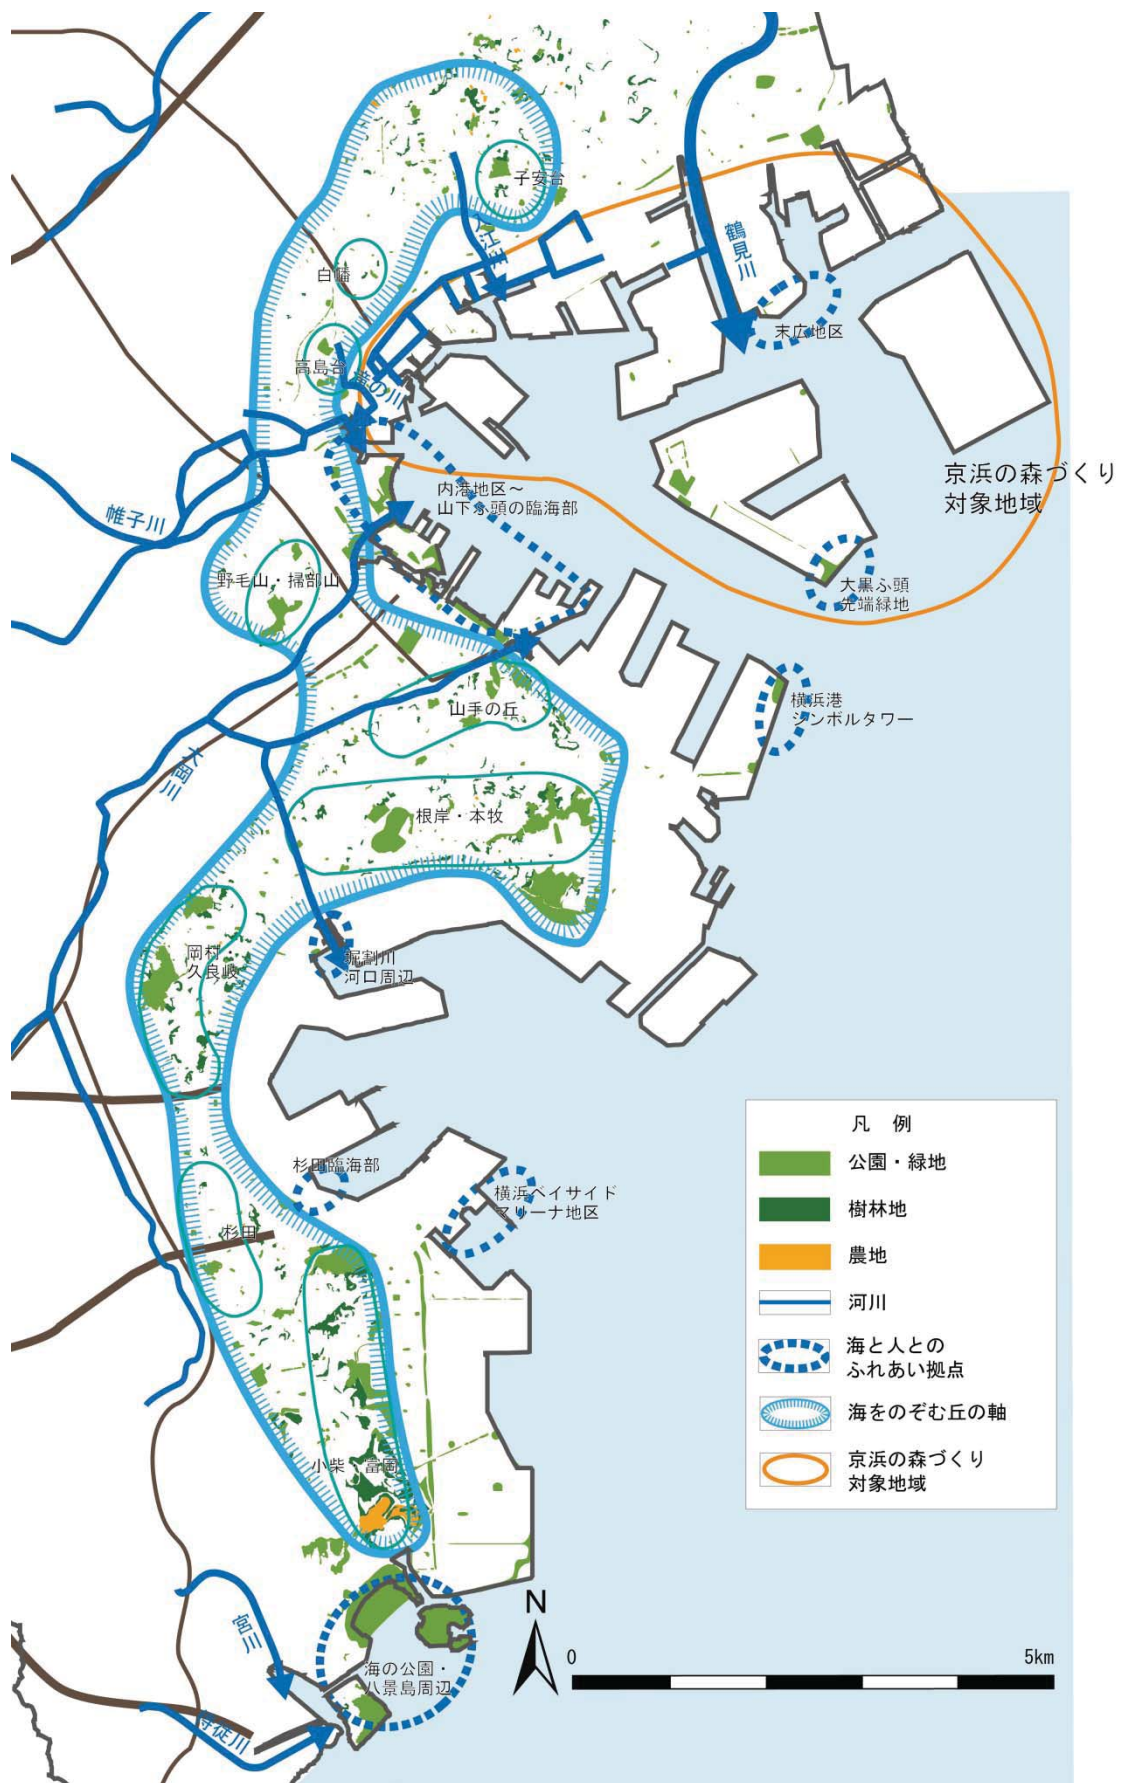 子安台
入江川
鶴見川
白幡
末広地区
高島台
滝の川
京浜の森づくり
対象地域
内港地区～
山下ふ頭の臨海部
帷子川
野毛山・掃部山
大黒ふ頭
先端緑地
横浜港
シンボルタワー
山手の丘
大岡川
根岸・本牧
岡村・
久良岐
堀割川
河口周辺
凡 例
公園・緑地
樹林地
農地
河川
海と人との
ふれあい拠点
海をのぞむ丘の軸
京浜の森づくり
対象地域
杉田臨海部
横浜ベイサイド
マリーナ地区
杉田
小柴・富岡
N
0 5km
宮川
海の公園・
八景島周辺
侍従川